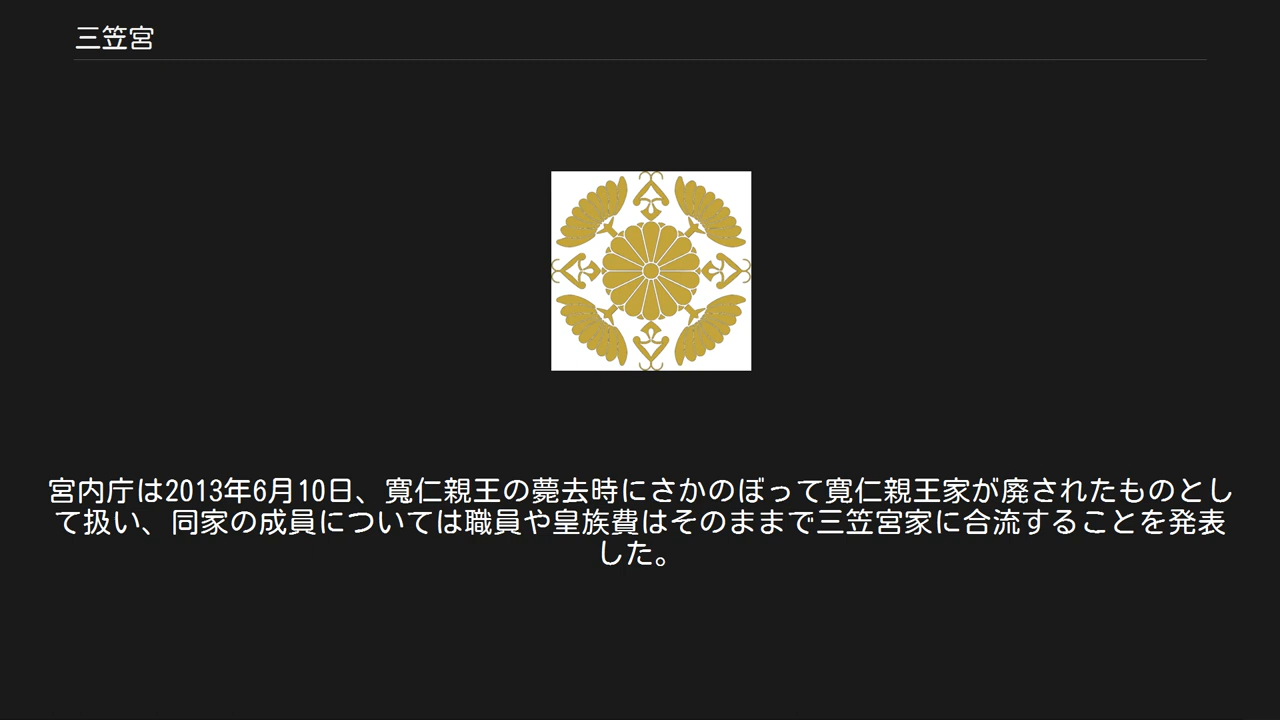 三笠宮
宮内庁は2013年6月10日、寛仁親王の薨去時にさかのぼって寛仁親王家が廃されたものとし
て扱い、同家の成員については職員や皇族費はそのままで三笠宮家に合流することを発表
した。